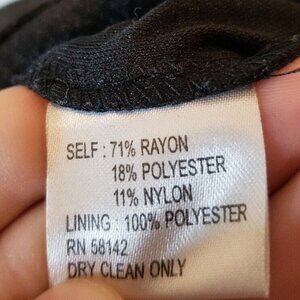 SELF : 71% RAYON
18% POLYESTER
11% NYLON
LINING : 100% POLYESTER
RN 58142
DRY CLEAN ONLY